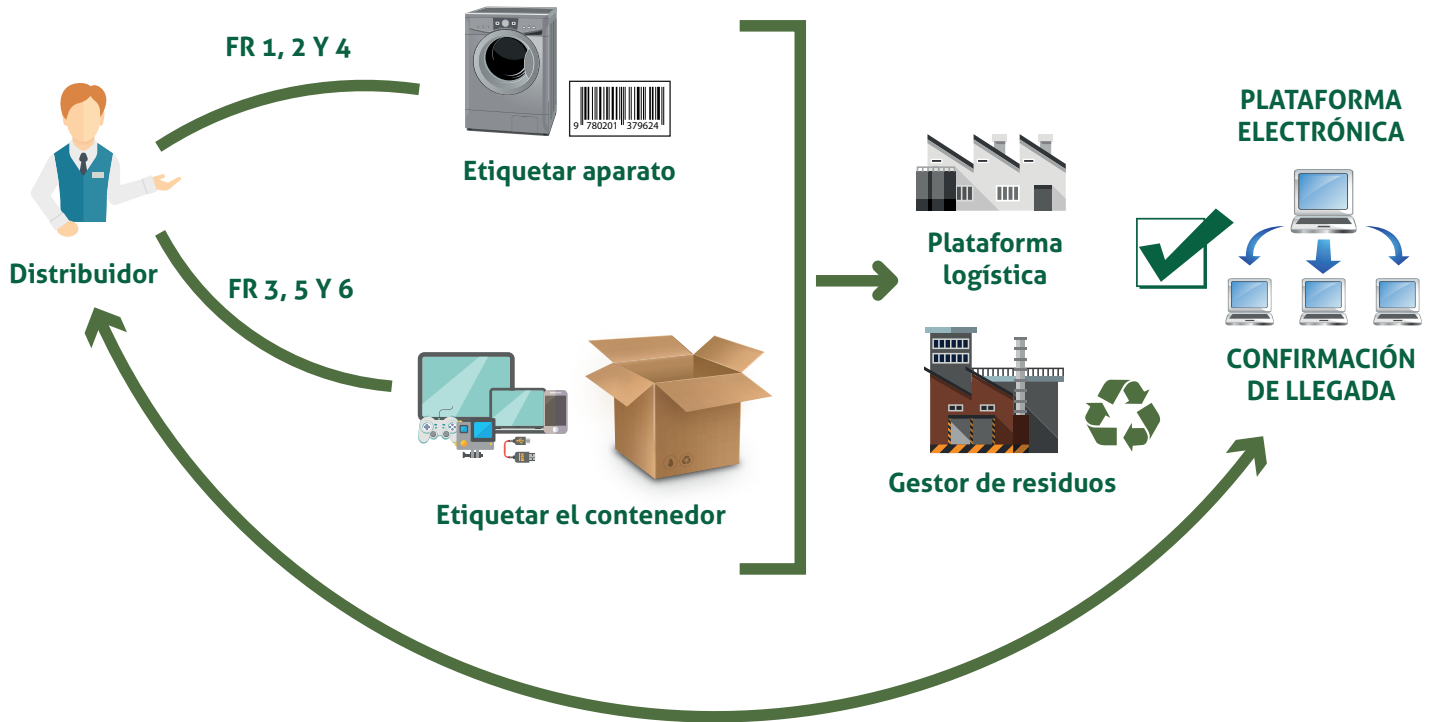 FR 1, 2 Y 4
9 780201 379624
Etiquetar aparato
Distribuidor
FR 3, 5 Y 6
Etiquetar el contenedor
Plataforma
logística
Gestor de residuos
PLATAFORMA
ELECTRÓNICA
CONFIRMACIÓN
DE LLEGADA